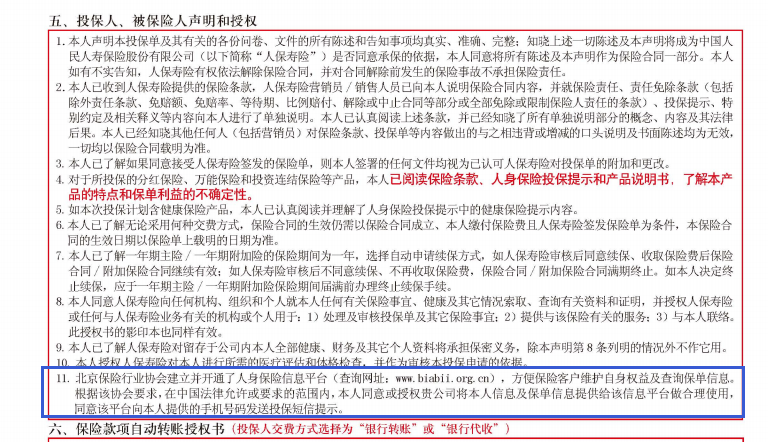 五、投保人、被保险人声明和授权
1. 本人声明本投保单及其有关的各份问卷、文件的所有陈述和告知事项均真实、准确、完整；知晓上述一切陈述及本声明将成为中国人
民人寿保险股份有限公司（以下简称“人保寿险”）是否同意承保的依据，本人同意将所有陈述及本声明作为保险合同一部分。本人
如有不实告知，人保寿险有权依法解除保险合同，并对合同解除前发生的保险事故不承担保险责任。
2. 本人已收到人保寿险提供的保险条款，人保寿险营销员／销售人员已向本人说明保险合同内容，并就保险责任、责任免除条款（包括
除外责任条款、免赔额、免赔率、等待期、比例赔付、解除或中止合同等部分或全部免除或限制保险人责任的条款）、投保提示、特
别约定及相关释义等内容向本人进行了单独说明。本人已认真阅读上述条款，并已经知晓了所有单独说明部分的概念、内容及其法律
后果。本人已经知晓其他任何人（包括营销员）对保险条款、投保单等内容做出的与之相违背或增减的口头说明及书面陈述均为无效，
一切均以保险合同载明为准。
3. 本人已了解如果同意接受人保寿险签发的保险单，则本人签署的任何文件均视为已认可人保寿险对投保单的附加和更改。
4. 对于所投保的分红保险、万能保险和投资连结保险等产品，本人已阅读保险条款、人身保险投保提示和产品说明书，了解本产
品的特点和保单利益的不确定性。
5. 如本次投保计划含健康保险产品，本人已认真阅读并理解了人身保险投保提示中的健康保险提示内容。
6. 本人已了解无论采用何种交费方式，保险合同的生效仍需以保险合同成立、本人缴付保险费且人保寿险签发保险单为条件，本保险合
同的生效日期以保险单上载明的日期为准。
7. 本人已了解一年期主险／一年期附加险的保险期间为一年，选择自动申请续保方式，如人保寿险审核后同意续保、收取保险费后保险
合同／附加保险合同继续有效；如人保寿险审核后不同意续保、不再收取保险费，保险合同／附加保险合同满期终止。如本人决定终
止续保，应于一年期主险／一年期附加险保险期间届满前办理终止续保手续。
8. 本人同意人保寿险向任何机构、组织和个人就本人任何有关保险事宜、健康及其它情况索取、查询有关资料和证明，并授权人保寿险
或任何与人保寿险业务有关的机构或个人用于：1）处理及审核投保单及其它保险事宜；2）提供与该保险有关的服务；3）与本人联络。
此授权书的影印本也同样有效。
9. 本人已了解人保寿险对留存于公司内本人全部健康、财务及其它个人资料将承担保密义务，除本声明第 8 条列明的情况外不作它用。
10. 本人授权人保寿险对本人进行所需的医疗评估和体格检查，并作为审核本投保申请的依据。
11. 北京保险行业协会建立并开通了人身保险信息平台（查询网址：www.biabii.org.cn），方便保险客户维护自身权益及查询保单信息。
根据该协会要求，在中国法律允许或要求的范围内，本人同意或授权贵公司将本人信息及保单信息提供给该信息平台做合理使用，
同意该平台向本人提供的手机号码发送投保短信提示。
六、保险款项自动转账授权书（投保人交费方式选择为“银行转账”或“银行代收”）